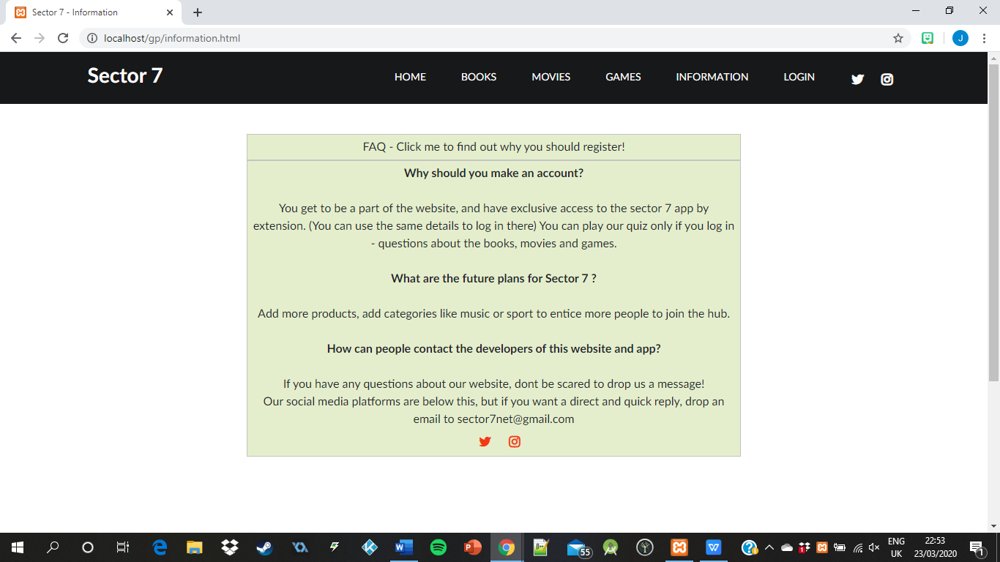 Sector 7 - Information
localhost/gp/information.html
J
Sector 7
HOME BOOKS MOVIES GAMES INFORMATION LOGIN
FAQ - Click me to find out why you should register!
Why should you make an account?
You get to be a part of the website, and have exclusive access to the sector 7 app by
extension. (You can use the same details to log in there) You can play our quiz only if you log in
- questions about the books, movies and games.
What are the future plans for Sector 7 ?
Add more products, add categories like music or sport to entice more people to join the hub.
How can people contact the developers of this website and app?
If you have any questions about our website, dont be scared to drop us a message!
Our social media platforms are below this, but if you want a direct and quick reply, drop an
email to sector7net@gmail.com
55
1
ENG
UK
22:53
23/03/2020
1